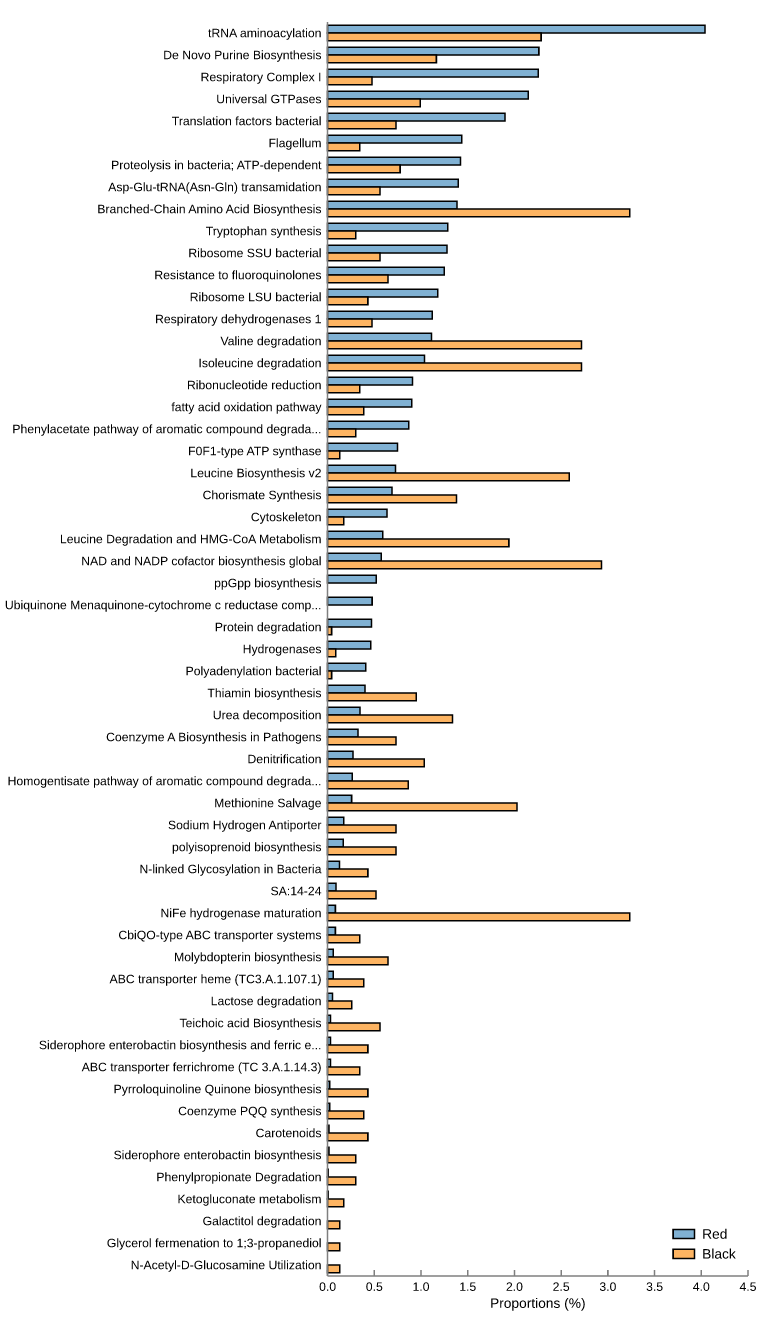 tRNA aminoacylation
De Novo Purine Biosynthesis
Respiratory Complex I
Universal GTPases
Translation factors bacterial
Flagellum
Proteolysis in bacteria; ATP-dependent
Asp-Glu-tRNA(Asn-Gln) transamidation
Branched-Chain Amino Acid Biosynthesis
Tryptophan synthesis
Ribosome SSU bacterial
Resistance to fluoroquinolones
Ribosome LSU bacterial
Respiratory dehydrogenases 1
Valine degradation
Isoleucine degradation
Ribonucleotide reduction
fatty acid oxidation pathway
Phenylacetate pathway of aromatic compound degrada...
F0F1-type ATP synthase
Leucine Biosynthesis v2
Chorismate Synthesis
Cytoskeleton
Leucine Degradation and HMG-CoA Metabolism
NAD and NADP cofactor biosynthesis global
ppGpp biosynthesis
Ubiquinone Menaquinone-cytochrome c reductase comp...
Protein degradation
Hydrogenases
Polyadenylation bacterial
Thiamin biosynthesis
Urea decomposition
Coenzyme A Biosynthesis in Pathogens
Denitrification
Homogentisate pathway of aromatic compound degrada...
Methionine Salvage
Sodium Hydrogen Antiporter
polyisoprenoid biosynthesis
N-linked Glycosylation in Bacteria
SA:14-24
NiFe hydrogenase maturation
CbiQO-type ABC transporter systems
Molybdopterin biosynthesis
ABC transporter heme (TC3.A.1.107.1)
Lactose degradation
Teichoic acid Biosynthesis
Siderophore enterobactin biosynthesis and ferric e...
ABC transporter ferrichrome (TC 3.A.1.14.3)
Pyrroloquinoline Quinone biosynthesis
Coenzyme PQQ synthesis
Carotenoids
Siderophore enterobactin biosynthesis
Phenylpropionate Degradation
Ketogluconate metabolism
Galactitol degradation
Glycerol fermenation to 1;3-propanediol
N-Acetyl-D-Glucosamine Utilization
Red
Black
0.0 0.5 1.0 1.5 2.0 2.5 3.0 3.5 4.0 4.5
Proportions (%)